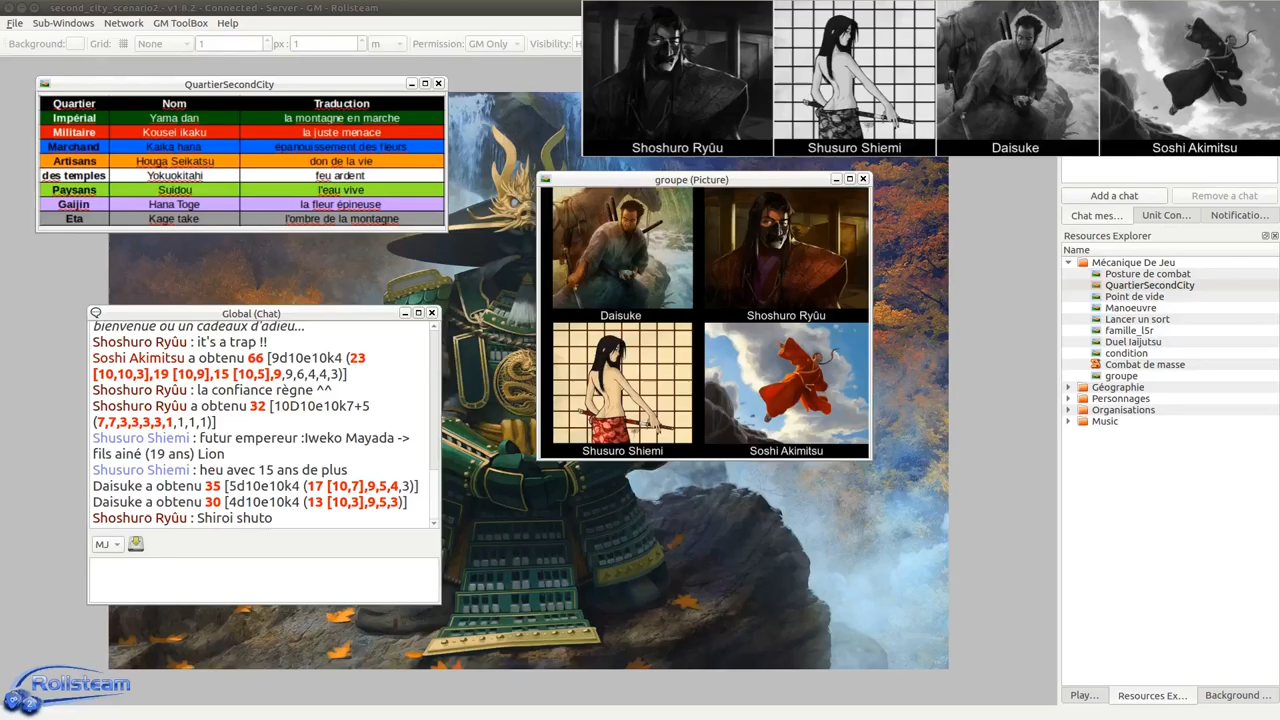 second_city_scenario2 - v1.8.2 - Connected - Server - GM - Rolisteam
File Sub-Windows Network GM ToolBox Help
Background: Grid: None 1 px : 1 m Permission: GM Only Visibility:
Shoshuro Ryûu Shusuro Shiemi Daisuke Soshi Akimitsu
QuartierSecondCity
Quartier Nom Traduction
Impérial Yama dan la montagne en marche
Militaire Kousei ikaku la juste menace
Marchand Kaika hana épanouissement des fleurs
Artisans Houga Seikatsu don de la vie
des temples Yokuokitahi feu ardent
Paysans Suidou l'eau vive
Gaijin Hana Toge la fleur épineuse
Eta Kage take l'ombre de la montagne
groupe (Picture)
Daisuke Shoshuro Ryûu
Shusuro Shiemi Soshi Akimitsu
Global (Chat)
bienvenue ou un cadeaux d'adieu...
Shoshuro Ryûu : it's a trap !!
Soshi Akimitsu a obtenu 66 [9d10e10k4 (23
[10,10,3],19 [10,9],15 [10,5],9,9,6,4,4,3)]
Shoshuro Ryûu : la confiance règne ^^
Shoshuro Ryûu a obtenu 32 [10D10e10k7+5
(7,7,3,3,3,3,1,1,1,1)]
Shusuro Shiemi : futur empereur :Iweko Mayada ->
fils ainé (19 ans) Lion
Shusuro Shiemi : heu avec 15 ans de plus
Daisuke a obtenu 35 [5d10e10k4 (17 [10,7],9,5,4,3)]
Daisuke a obtenu 30 [4d10e10k4 (13 [10,3],9,5,3)]
Shoshuro Ryûu : Shiroi shuto
MJ
Add a chat Remove a chat
Chat mes... Unit Con... Notificatio...
Resources Explorer
Name
Mécanique De Jeu
Posture de combat
QuartierSecondCity
Point de vide
Manoeuvre
Lancer un sort
famille_l5r
Duel Iaijutsu
condition
Combat de masse
groupe
Géographie
Personnages
Organisations
Music
Play... Resources Ex... Background ...
Rolisteam